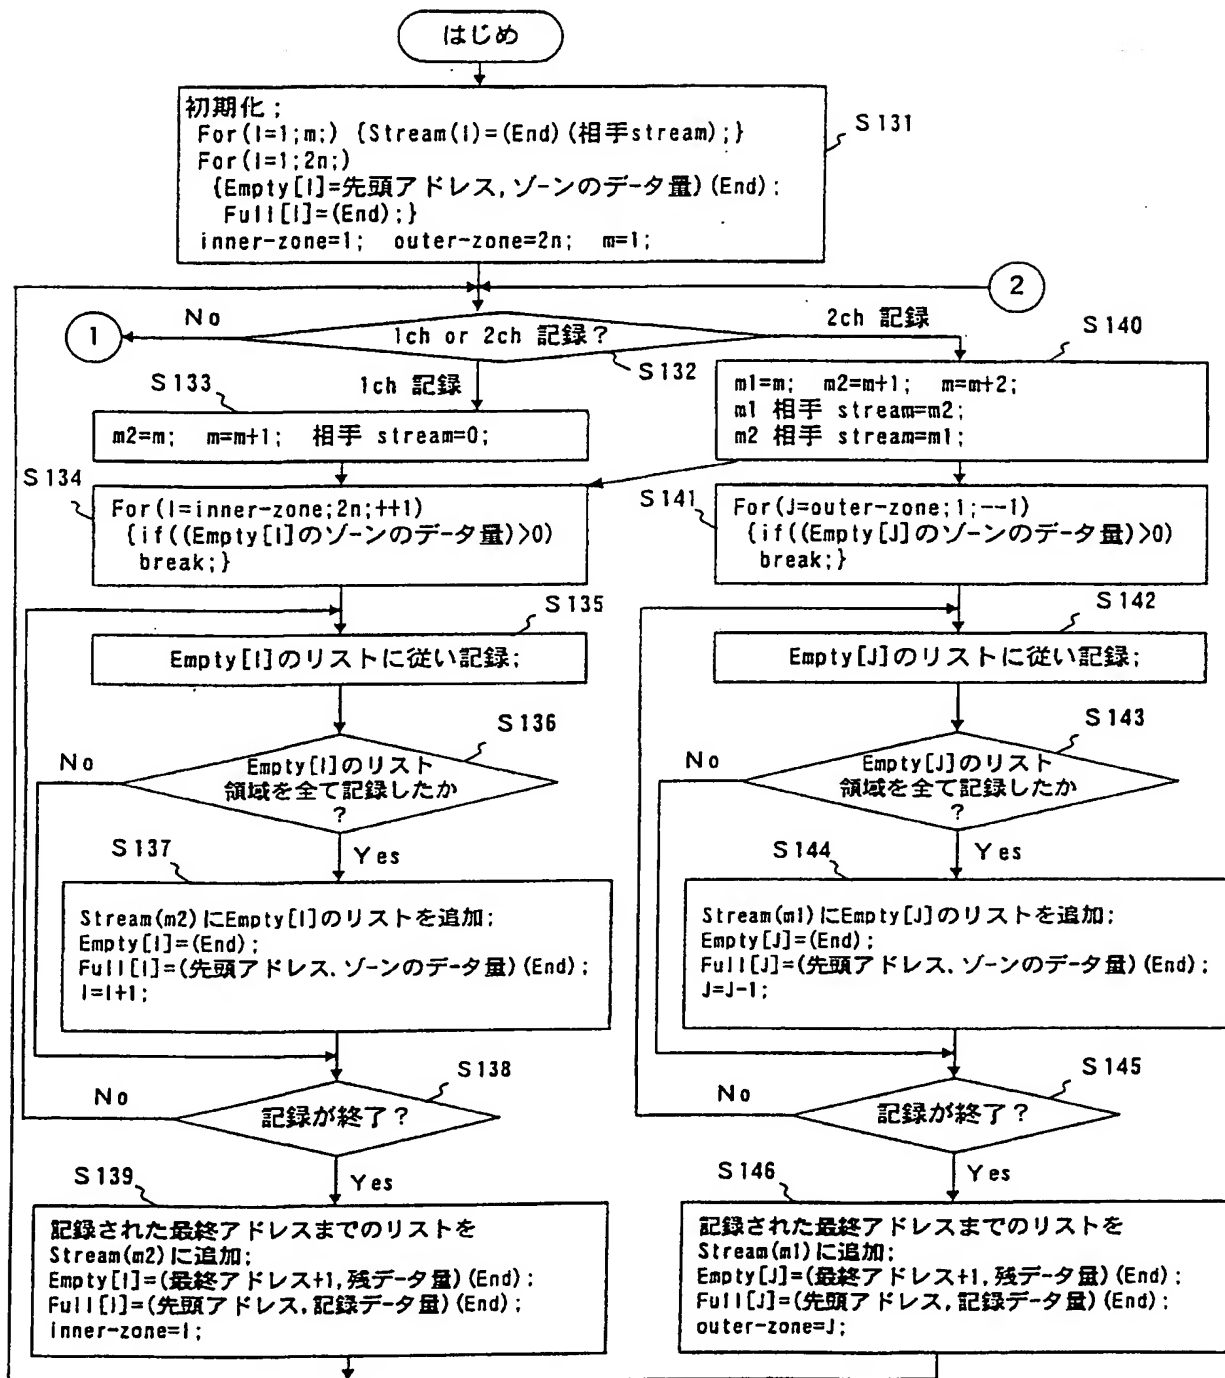 はじめ
初期化;
For(I=1;m;) {Stream(I)=(End)(相手stream);}
For(I=1;2n;)
{Empty[I]=先頭アドレス,ゾーンのデータ量)(End);
Full[I]=(End);}
inner-zone=1; outer-zone=2n; m=1;
S131
2
1
No
1ch or 2ch 記録?
2ch 記録
S140
S132
S133
1ch 記録
m2=m; m=m+1; 相手 stream=0;
m1=m; m2=m+1; m=m+2;
m1 相手 stream=m2;
m2 相手 stream=m1;
S134
For(I=inner-zone;2n;++1)
{if((Empty[I]のゾーンのデータ量)>0)
break;}
S141
For(J=outer-zone;1;--1)
{if((Empty[J]のゾーンのデータ量)>0)
break;}
S135
Empty[I]のリストに従い記録;
S142
Empty[J]のリストに従い記録;
S136
No
Empty[I]のリスト
領域を全て記録したか
?
S143
No
Empty[J]のリスト
領域を全て記録したか
?
S137
Yes
Stream(m2)にEmpty[I]のリストを追加;
Empty[I]=(End);
Full[I]=(先頭アドレス,ゾーンのデータ量)(End);
I=I+1;
S144
Yes
Stream(m1)にEmpty[J]のリストを追加;
Empty[J]=(End);
Full[J]=(先頭アドレス,ゾーンのデータ量)(End);
J=J-1;
S138
No
記録が終了?
S145
No
記録が終了?
S139
Yes
記録された最終アドレスまでのリストを
Stream(m2)に追加;
Empty[I]=(最終アドレス+1,残データ量)(End);
Full[I]=(先頭アドレス,記録データ量)(End);
inner-zone=I;
S146
Yes
記録された最終アドレスまでのリストを
Stream(m1)に追加;
Empty[J]=(最終アドレス+1,残データ量)(End);
Full[J]=(先頭アドレス,記録データ量)(End);
outer-zone=J;